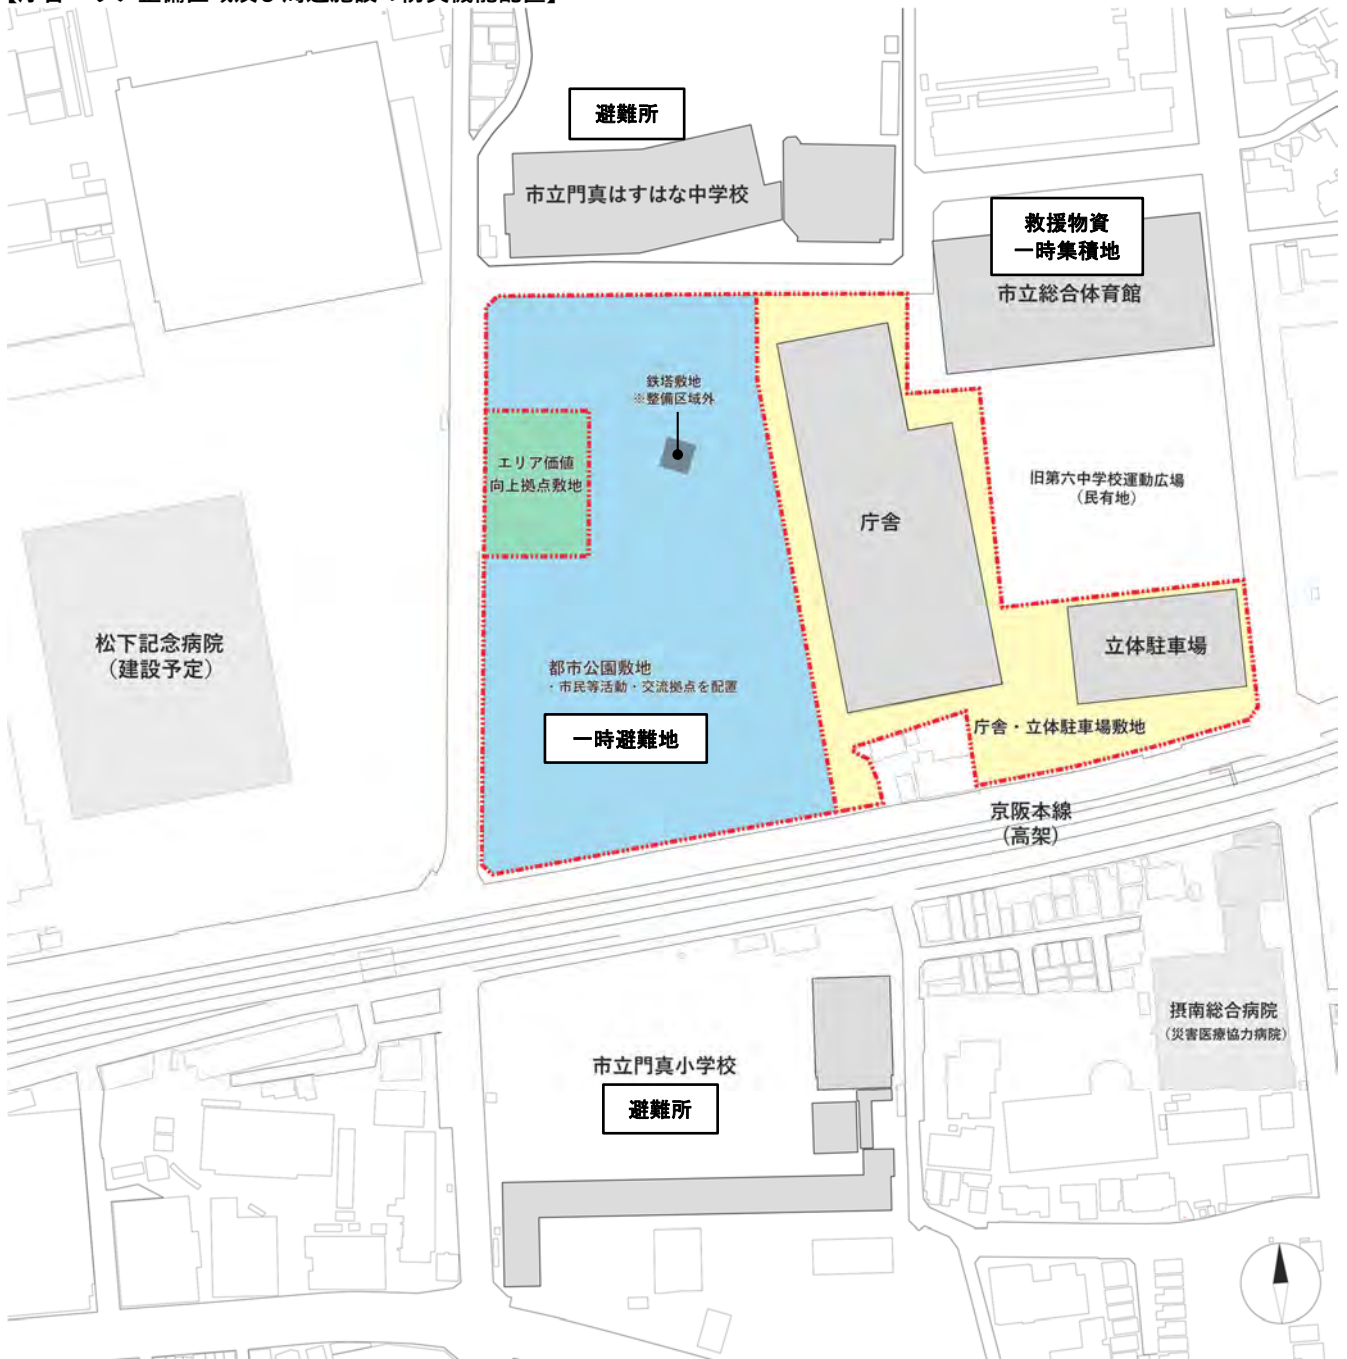 避難所
市立門真はすはな中学校
救援物資
一時集積地
市立総合体育館
鉄塔敷地
※整備区域外
エリア価値
向上拠点敷地
旧第六中学校運動広場
(民有地)
庁舎
松下記念病院
(建設予定)
立体駐車場
都市公園敷地
・市民等活動・交流拠点を配置
一時避難地
庁舎・立体駐車場敷地
京阪本線
(高架)
摂南総合病院
(災害医療協力病院)
市立門真小学校
避難所